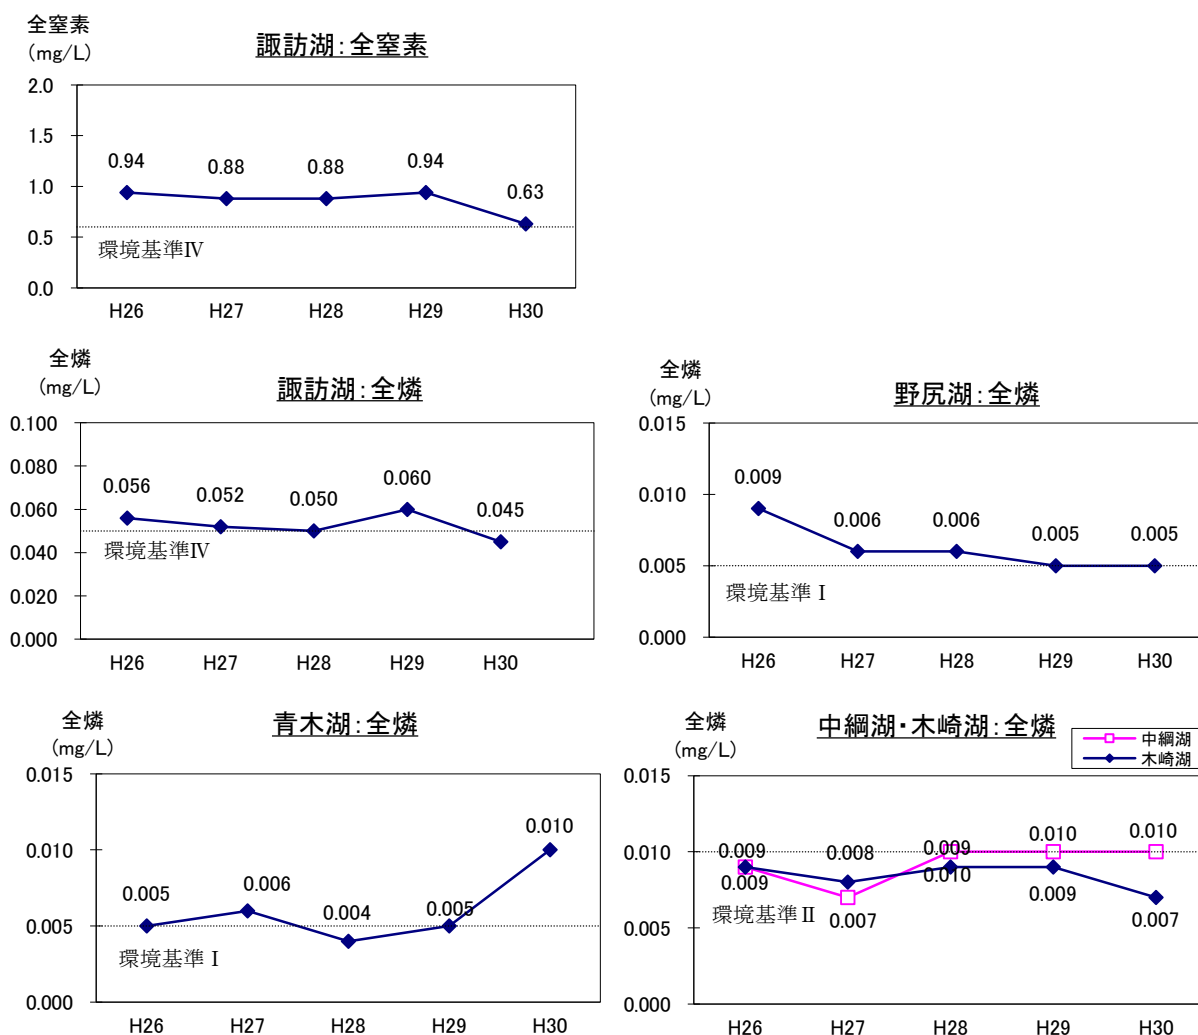 全窒素
(mg/L)
諏訪湖：全窒素
2.0
1.5
1.0
0.5
0.0
0.94
0.88
0.88
0.94
0.63
環境基準Ⅳ
H26
H27
H28
H29
H30
全燐
(mg/L)
諏訪湖：全燐
0.100
0.080
0.060
0.040
0.020
0.000
0.056
0.052
0.050
0.060
0.045
環境基準Ⅳ
H26
H27
H28
H29
H30
全燐
(mg/L)
野尻湖：全燐
0.015
0.010
0.005
0.000
0.009
0.006
0.006
0.005
0.005
環境基準Ⅰ
H26
H27
H28
H29
H30
全燐
(mg/L)
青木湖：全燐
0.015
0.010
0.005
0.000
0.005
0.006
0.004
0.005
0.010
環境基準Ⅰ
H26
H27
H28
H29
H30
全燐
(mg/L)
中綱湖・木崎湖：全燐
中綱湖
木崎湖
0.015
0.010
0.005
0.000
0.009
0.008
0.009
0.010
0.010
0.009
0.007
0.010
0.009
0.007
環境基準Ⅱ
H26
H27
H28
H29
H30